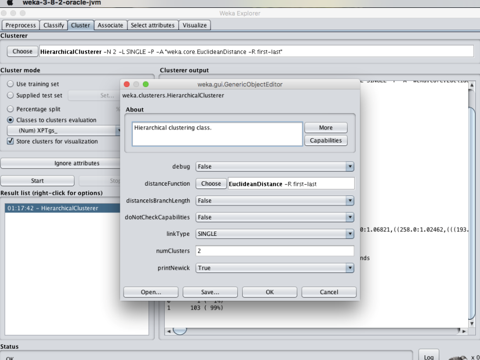 weka-3-8-2-oracle-jvm
Weka Explorer
Preprocess Classify Cluster Associate Select attributes Visualize
Clusterer
Choose HierarchicalClusterer -N 2 -L SINGLE -P -A "weka.core.EuclideanDistance -R first-last"
Cluster mode
Use training set
Supplied test set Set...
Percentage split
Classes to clusters evaluation
(Num) XPTgs_
Store clusters for visualization
Ignore attributes
Start
Result list (right-click for options)
01:17:42 - HierarchicalClusterer
Clusterer output
0:1.06821,((258.0:1.02462,(((193.
1 103 ( 99%)
weka.gui.GenericObjectEditor
weka.clusterers.HierarchicalClusterer
About
Hierarchical clustering class.
More
Capabilities
debug False
distanceFunction Choose EuclideanDistance -R first-last
distanceIsBranchLength False
doNotCheckCapabilities False
linkType SINGLE
numClusters 2
printNewick True
Open... Save... OK Cancel
Status
OK
Log x 0